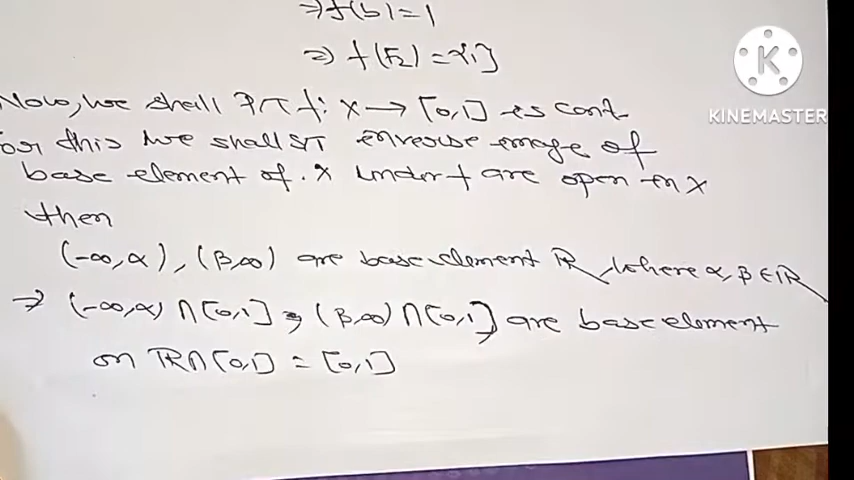 ⇒ f(b) = 1
⇒ f(F₂) = {1}
Now, we shall PT f: X → [0,1] is cont
For this we shall ST inverse image of
base element of . X under f are open in X
then
(-∞, α), (β, ∞) are base element ℝ, where α, β ∈ ℝ
⇒ (-∞, α) ∩ [0,1], (β, ∞) ∩ [0,1] are base element
on ℝ ∩ [0,1] = [0,1]
K
KINEMASTER